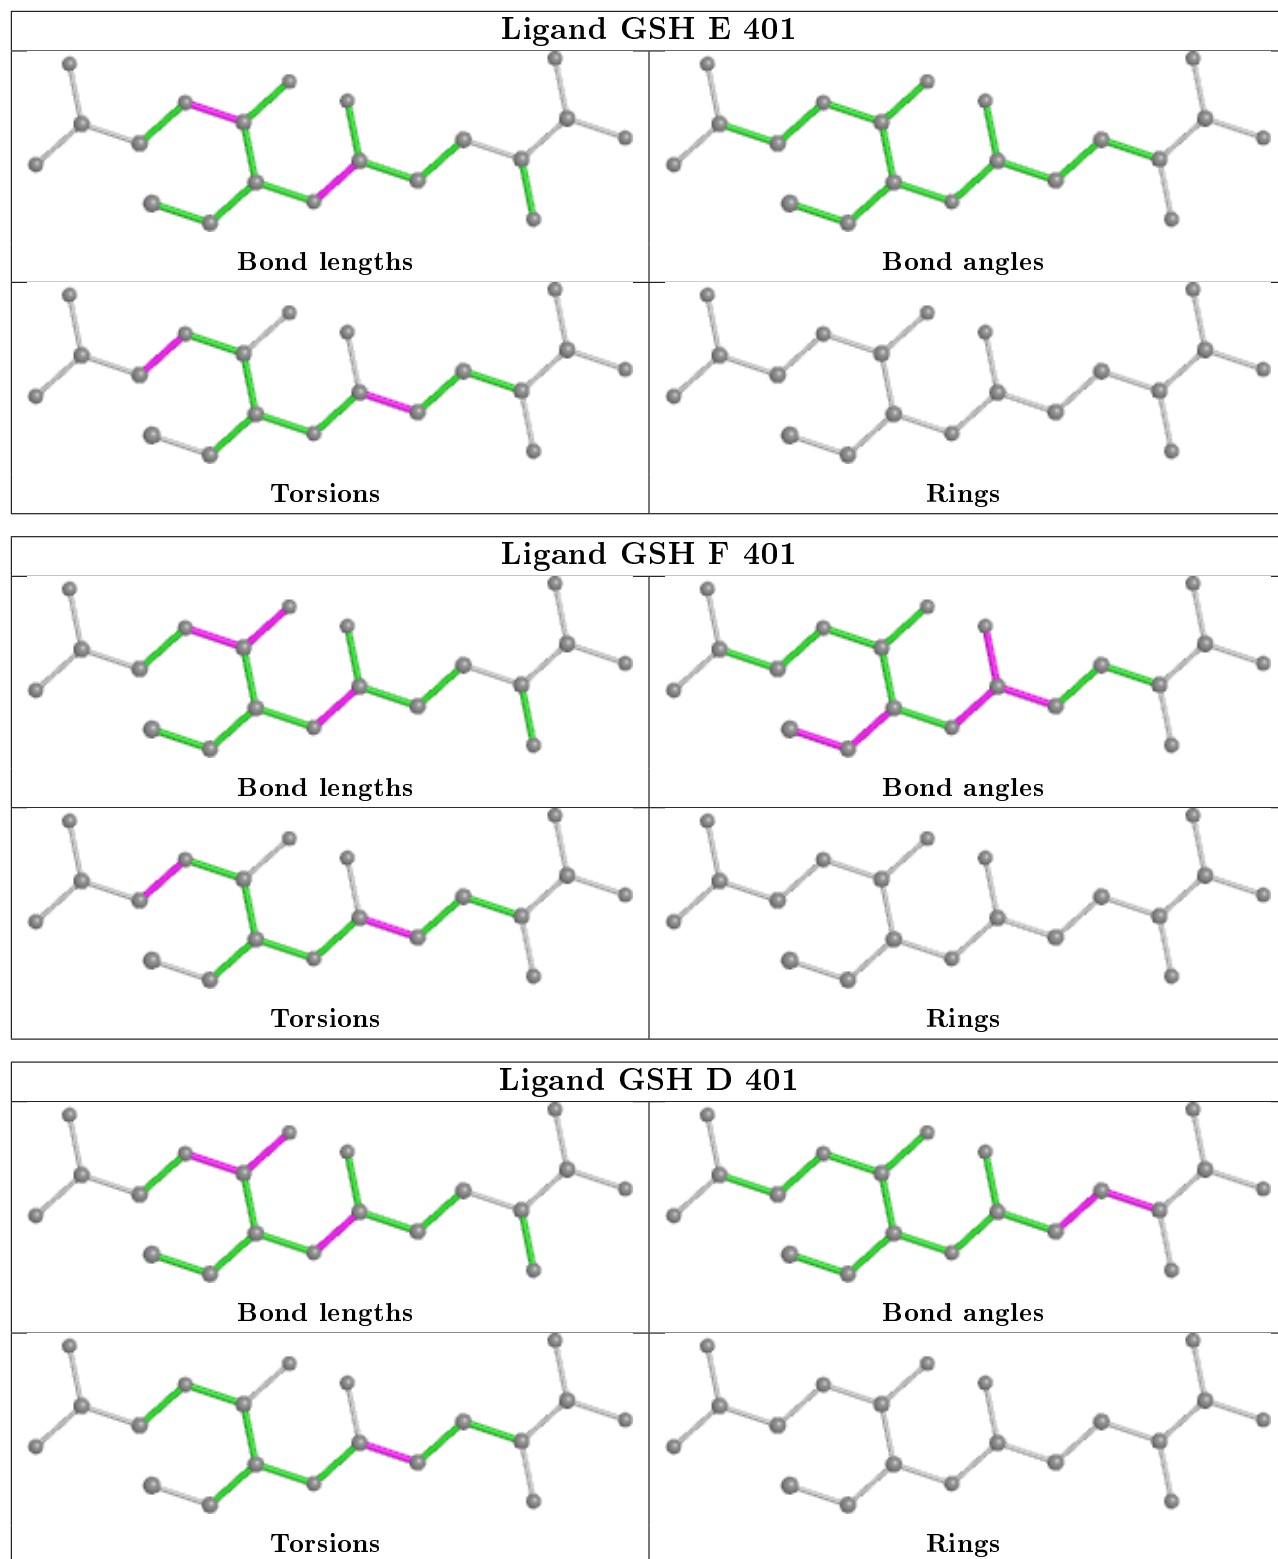 Ligand GSH E 401
Bond lengths
Bond angles
Torsions
Rings
Ligand GSH F 401
Bond lengths
Bond angles
Torsions
Rings
Ligand GSH D 401
Bond lengths
Bond angles
Torsions
Rings